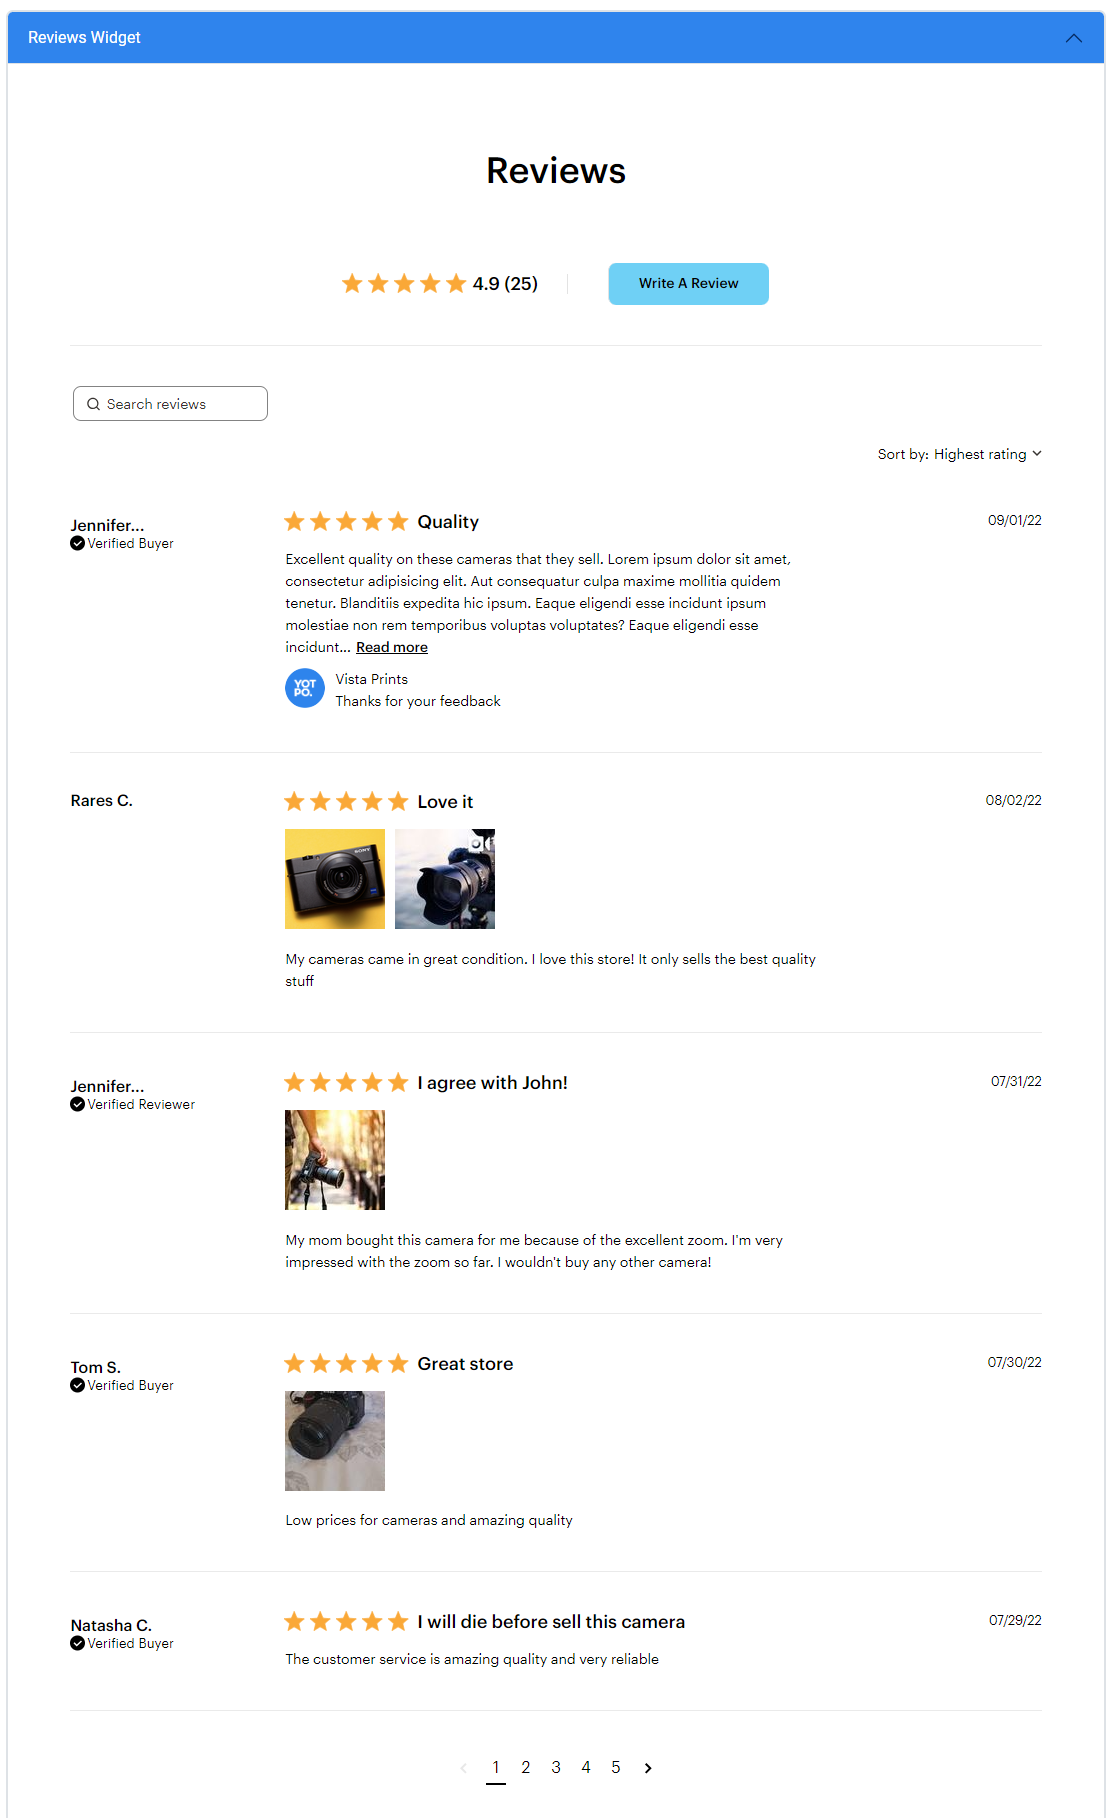 Reviews Widget
Reviews
4.9 (25)
Write A Review
Search reviews
Sort by: Highest rating
Jennifer...
Verified Buyer
Quality
09/01/22
Excellent quality on these cameras that they sell. Lorem ipsum dolor sit amet,
consectetur adipisicing elit. Aut consequatur culpa maxime mollitia quidem
tenetur. Blanditiis expedita hic ipsum. Eaque eligendi esse incidunt ipsum
molestiae non rem temporibus voluptas voluptates? Eaque eligendi esse
incidunt... Read more
YOT
PO.
Vista Prints
Thanks for your feedback
Rares C.
Love it
08/02/22
SONY
My cameras came in great condition. I love this store! It only sells the best quality
stuff
Jennifer...
Verified Reviewer
I agree with John!
07/31/22
My mom bought this camera for me because of the excellent zoom. I'm very
impressed with the zoom so far. I wouldn't buy any other camera!
Tom S.
Verified Buyer
Great store
07/30/22
Low prices for cameras and amazing quality
Natasha C.
Verified Buyer
I will die before sell this camera
07/29/22
The customer service is amazing quality and very reliable
1 2 3 4 5